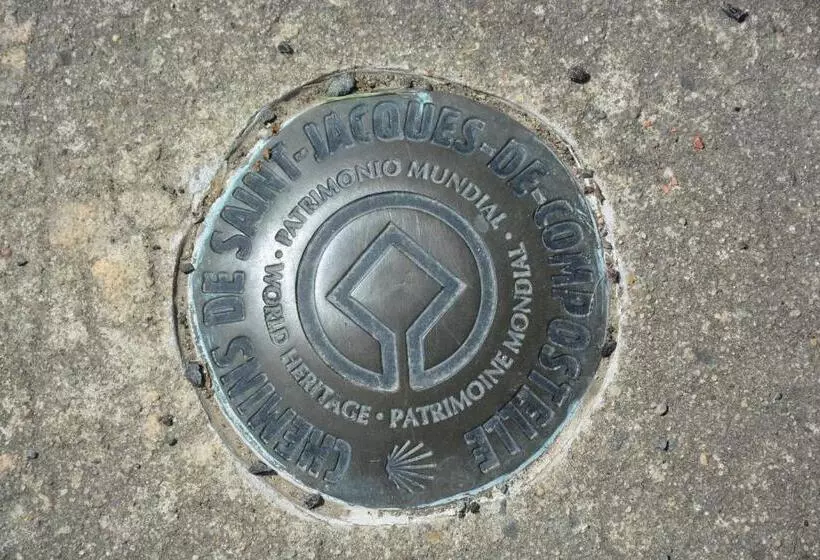 CHEMINS DE SAINT-JACQUES-DE-COMPOSTELLE
WORLD HERITAGE • PATRIMONIO MUNDIAL • PATRIMOINE MONDIAL •